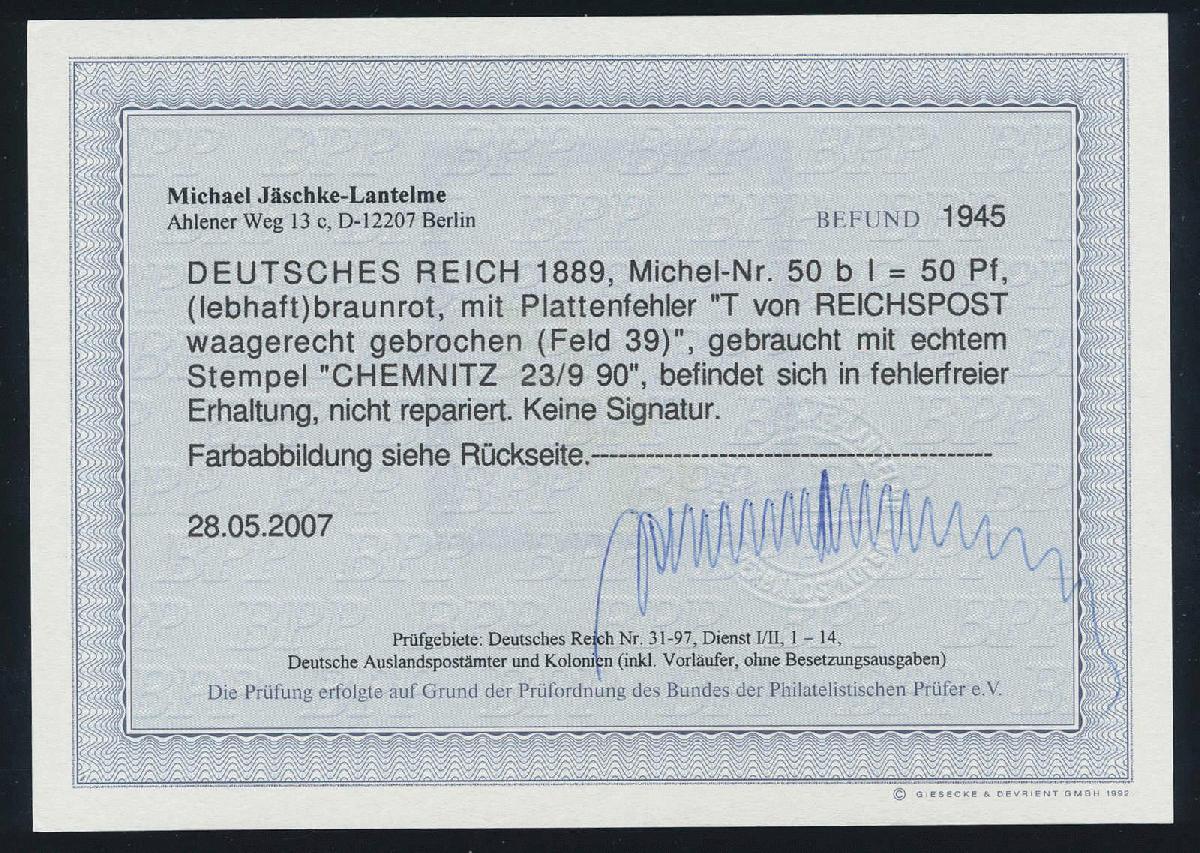 Michael Jäschke-Lantelme
Ahlener Weg 13 c, D-12207 Berlin
BEFUND 1945
DEUTSCHES REICH 1889, Michel-Nr. 50 b I = 50 Pf,
(lebhaft)braunrot, mit Plattenfehler "T von REICHSPOST
waagerecht gebrochen (Feld 39)", gebraucht mit echtem
Stempel "CHEMNITZ 23/9 90", befindet sich in fehlerfreier
Erhaltung, nicht repariert. Keine Signatur.
Farbabbildung siehe Rückseite.--------------------------------------------
28.05.2007
Prüfgebiete: Deutsches Reich Nr. 31-97, Dienst I/II, 1 – 14,
Deutsche Auslandspostämter und Kolonien (inkl. Vorläufer, ohne Besetzungsausgaben)
Die Prüfung erfolgte auf Grund der Prüfordnung des Bundes der Philatelistischen Prüfer e.V.
© GIESECKE & DEVRIENT GMBH 1992